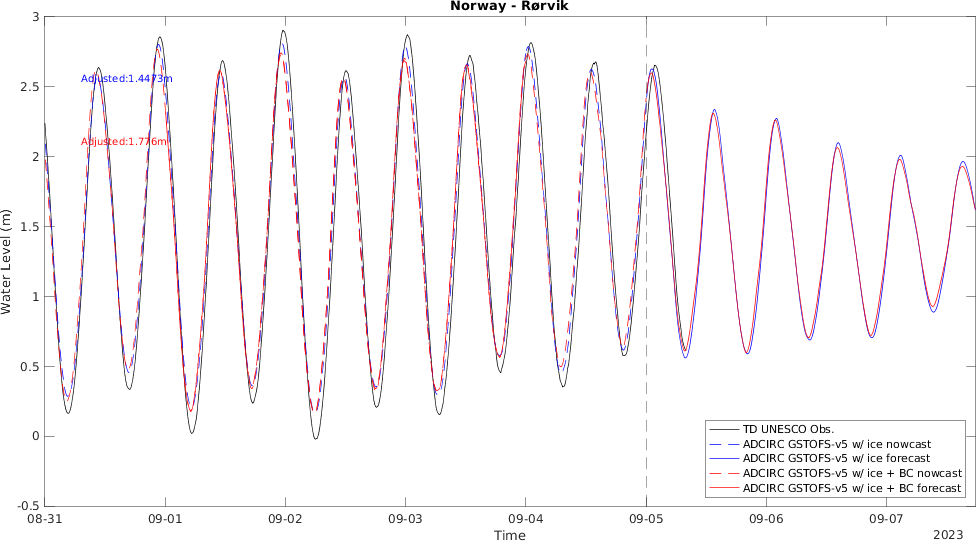 Norway - Rørvik
3
2.5
2
1.5
1
0.5
0
-0.5
Water Level (m)
Adjusted:1.4473m
Adjusted:1.776m
08-31
09-01
09-02
09-03
09-04
09-05
09-06
09-07
Time
2023
TD UNESCO Obs.
ADCIRC GSTOFS-v5 w/ ice nowcast
ADCIRC GSTOFS-v5 w/ ice forecast
ADCIRC GSTOFS-v5 w/ ice + BC nowcast
ADCIRC GSTOFS-v5 w/ ice + BC forecast